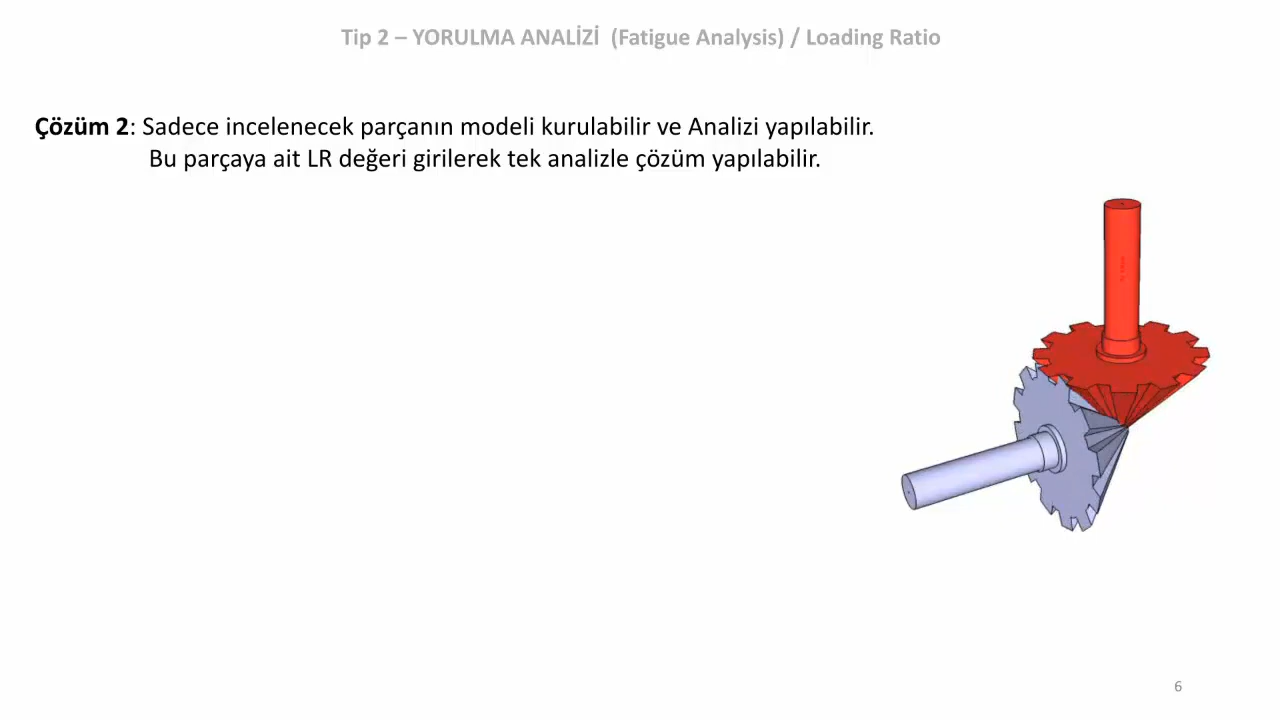 Tip 2 – YORULMA ANALİZİ  (Fatigue Analysis) / Loading Ratio
Çözüm 2: Sadece incelenecek parçanın modeli kurulabilir ve Analizi yapılabilir.
Bu parçaya ait LR değeri girilerek tek analizle çözüm yapılabilir.
6